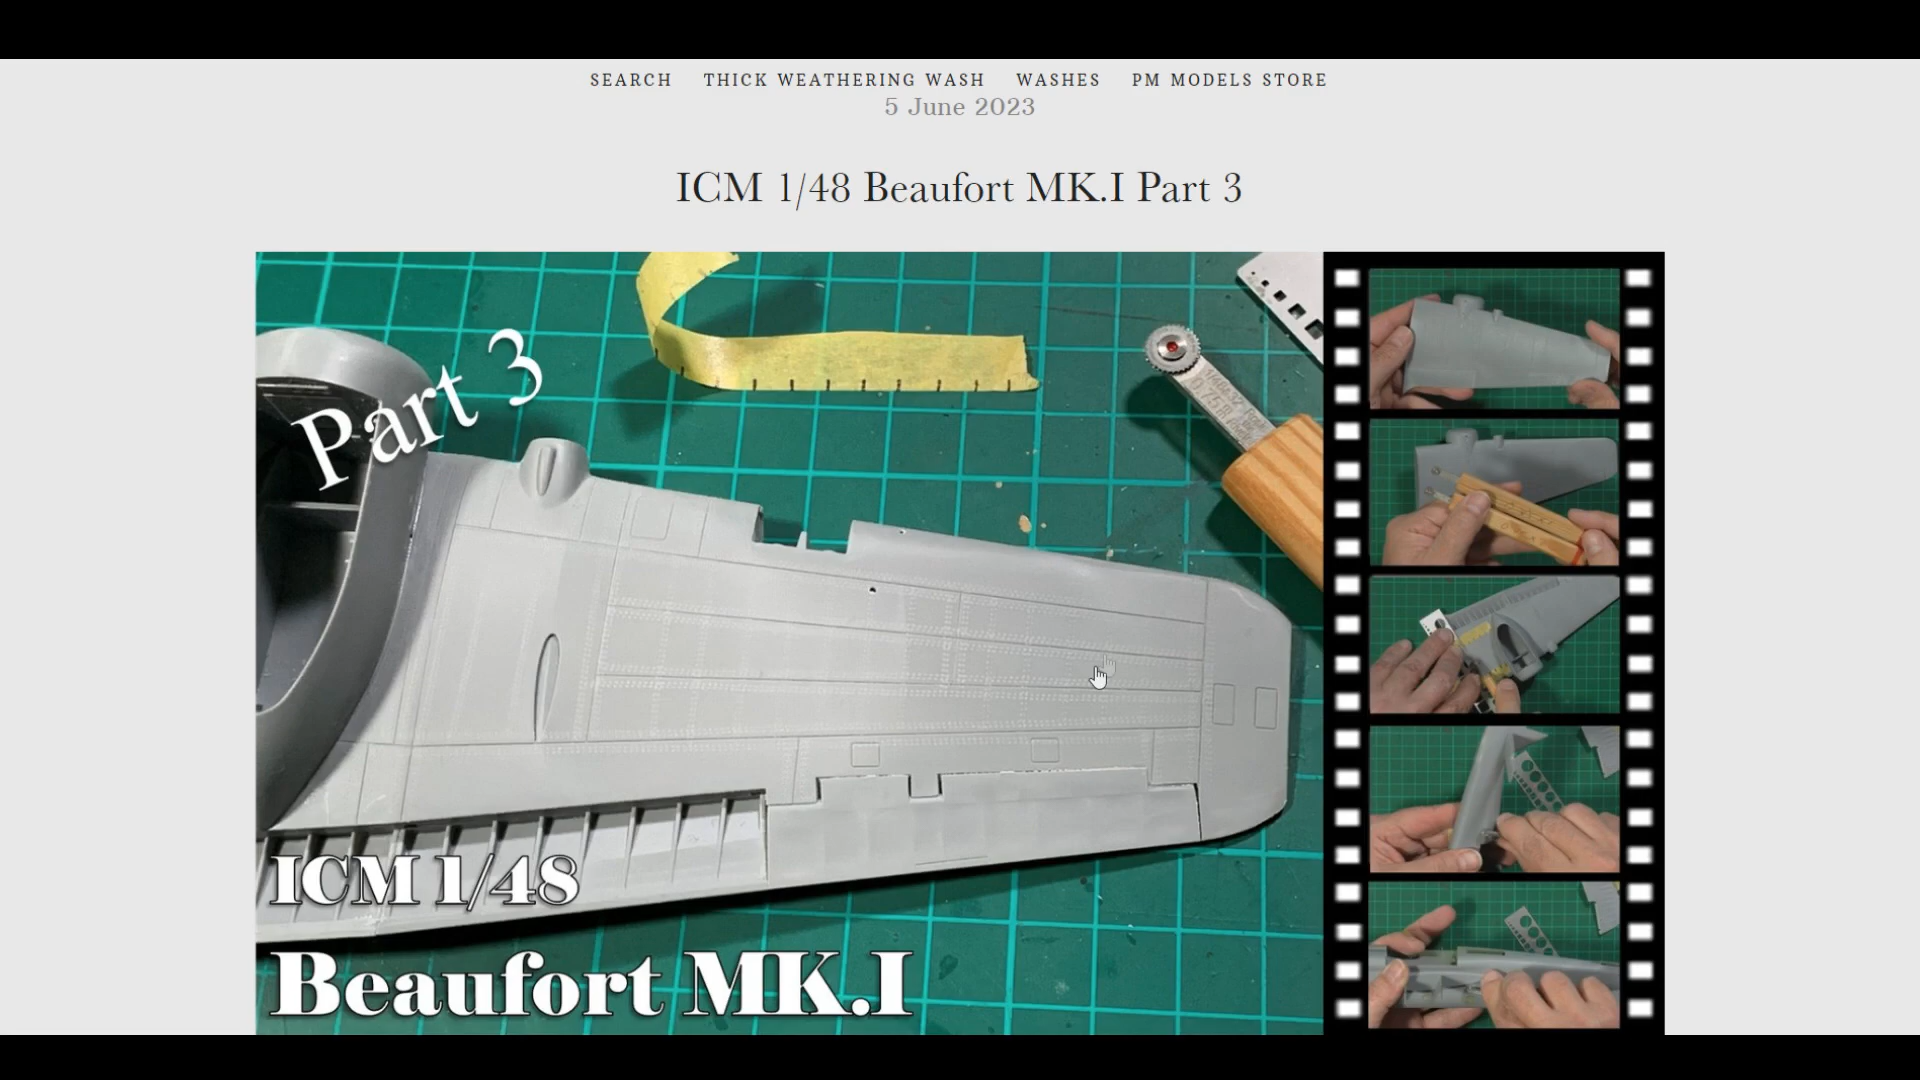 SEARCH THICK WEATHERING WASH WASHES PM MODELS STORE
5 June 2023
ICM 1/48 Beaufort MK.I Part 3
Part 3
ICM 1/48
Beaufort MK.I